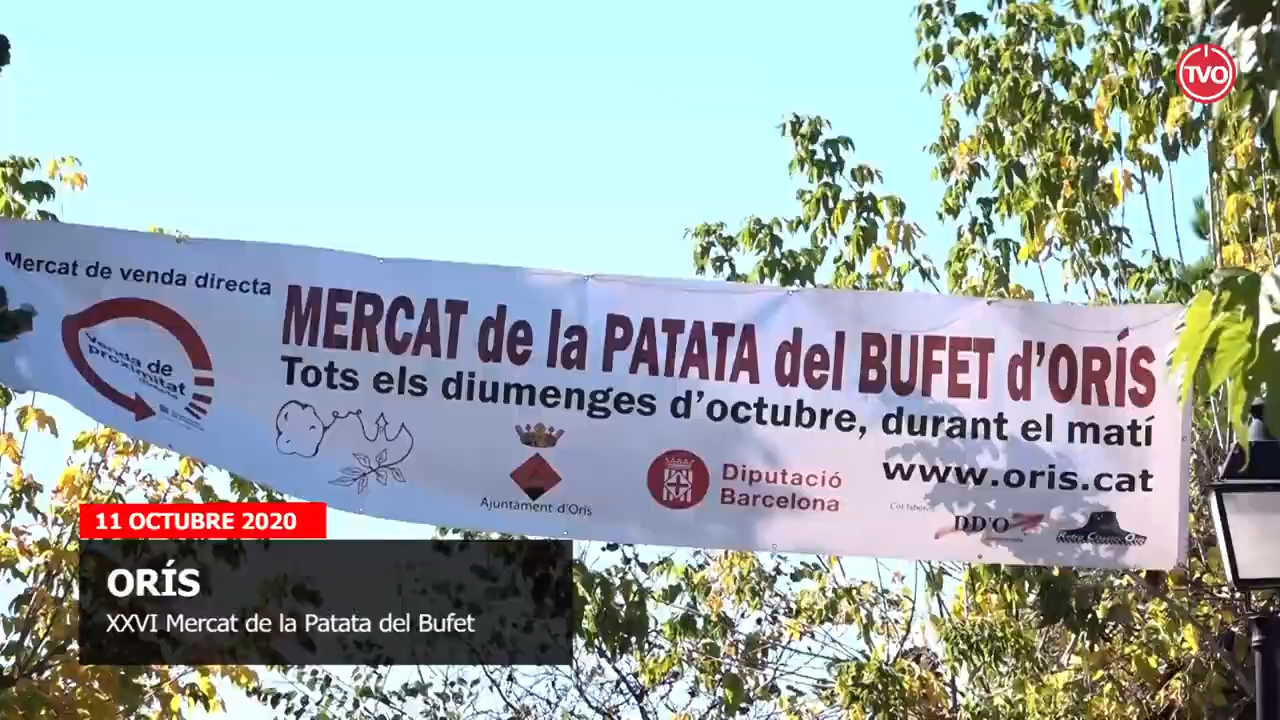 TVO
Mercat de venda directa
Venda de
proximitat
MERCAT de la PATATA del BUFET d'ORÍS
Tots els diumenges d'octubre, durant el matí
www.oris.cat
Ajuntament d'Orís
Diputació
Barcelona
DD'O
11 OCTUBRE 2020
ORÍS
XXVI Mercat de la Patata del Bufet